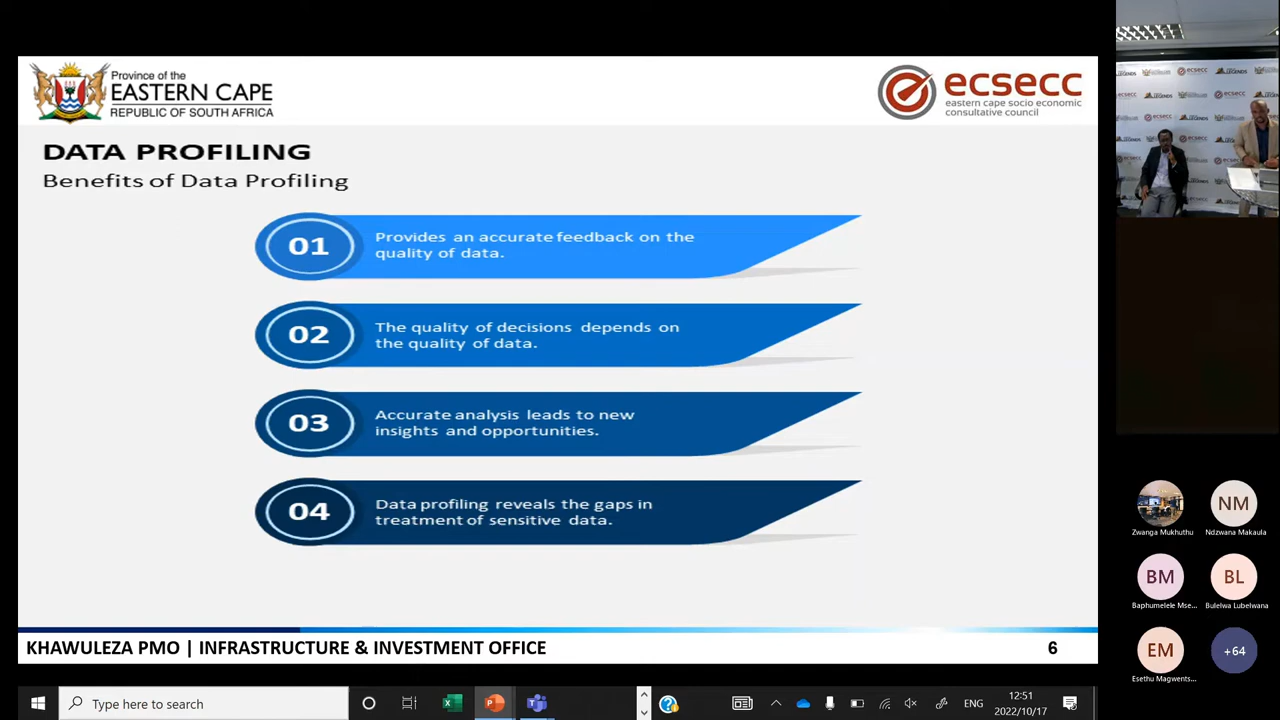 Province of the
EASTERN CAPE
REPUBLIC OF SOUTH AFRICA
ecsecc
eastern cape socio economic
consultative council
DATA PROFILING
Benefits of Data Profiling
01
Provides an accurate feedback on the
quality of data.
02
The quality of decisions depends on
the quality of data.
03
Accurate analysis leads to new
insights and opportunities.
04
Data profiling reveals the gaps in
treatment of sensitive data.
KHAWULEZA PMO | INFRASTRUCTURE & INVESTMENT OFFICE
6
NM
Zwanga Mukhuthu
Ndzwana Makaula
BM
BL
Baphumelele Mse...
Bulelwa Lubelwana
EM
+64
Esethu Magwents...
Type here to search
ENG
12:51
2022/10/17